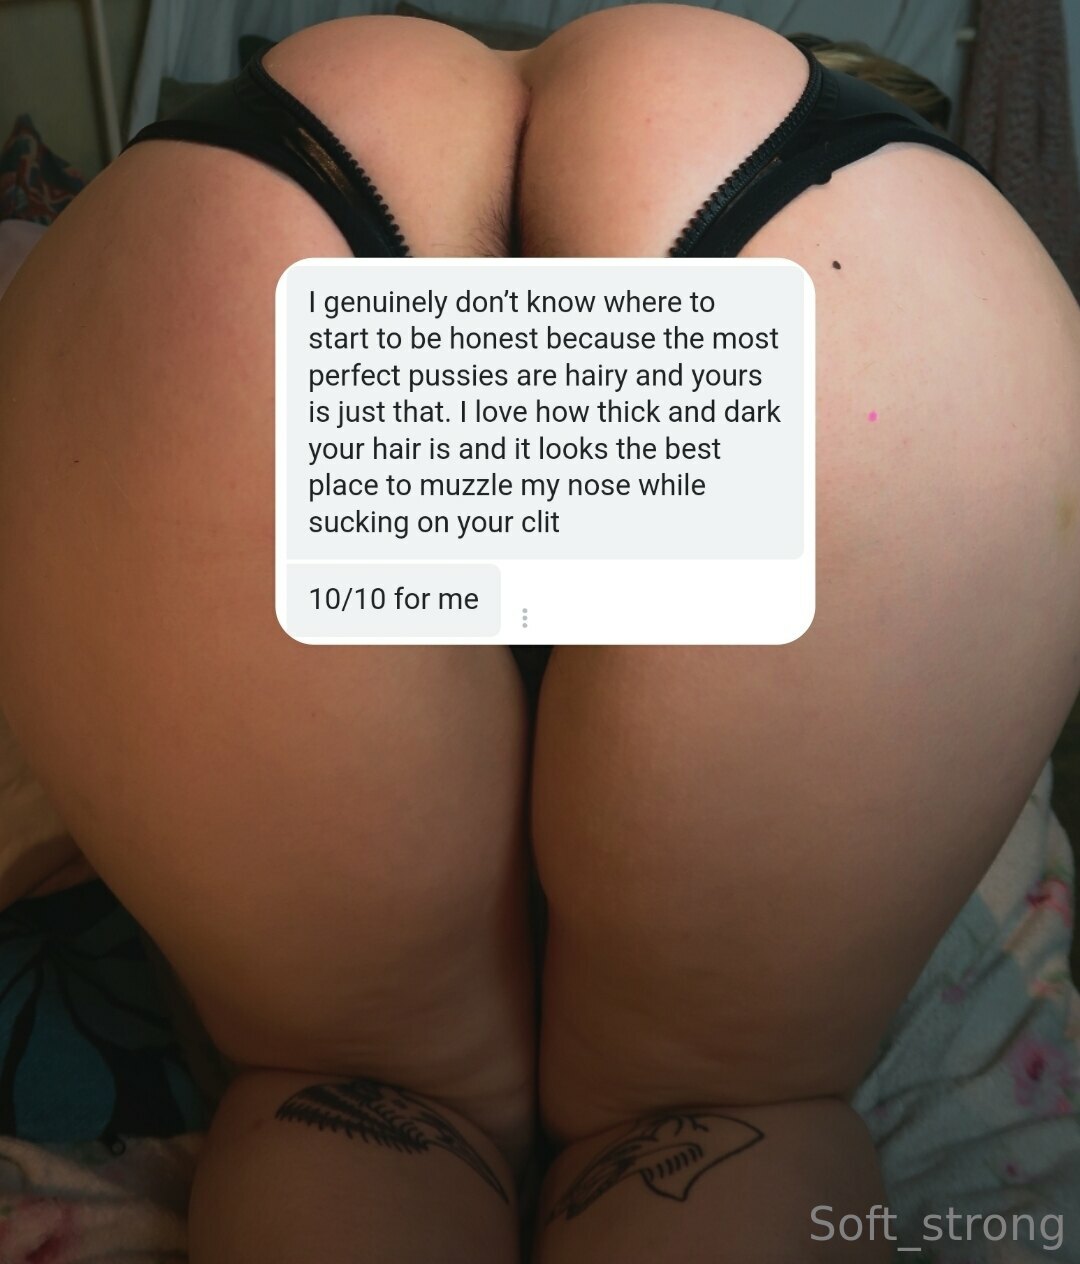 I genuinely don’t know where to
start to be honest because the most
perfect pussies are hairy and yours
is just that. I love how thick and dark
your hair is and it looks the best
place to muzzle my nose while
sucking on your clit
10/10 for me
Soft_strong